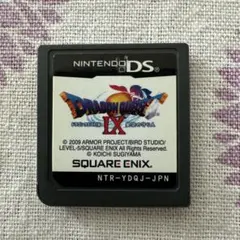 NINTENDO DS
DRAGON QUEST
IX
© 2009 ARMOR PROJECT/BIRD STUDIO/
LEVEL-5/SQUARE ENIX All Rights Reserved.
© KOICHI SUGIYAMA
SQUARE ENIX.
NTR-YDQJ-JPN